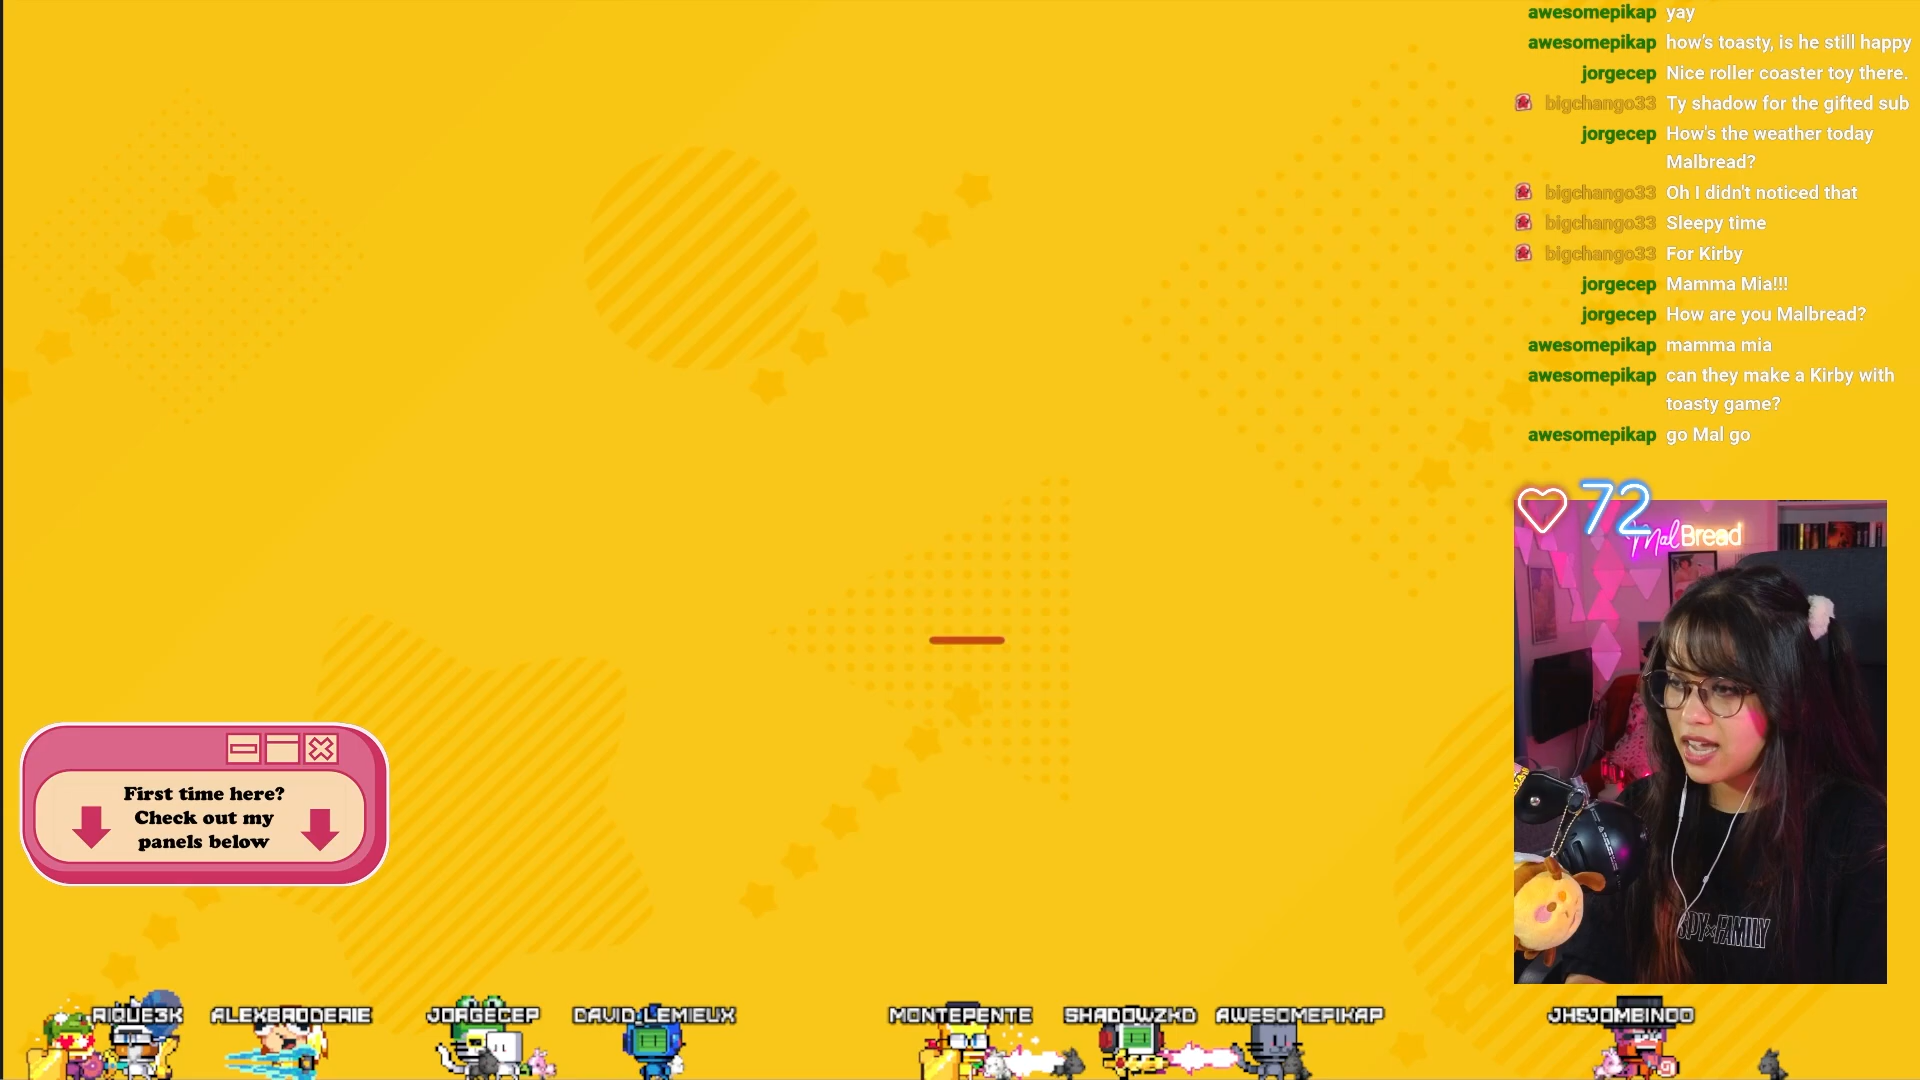 awesomepikap yay
awesomepikap how's toasty, is he still happy
jorgecep Nice roller coaster toy there.
bigchango33 Ty shadow for the gifted sub
jorgecep How's the weather today
Malbread?
bigchango33 Oh I didn't noticed that
bigchango33 Sleepy time
bigchango33 For Kirby
jorgecep Mamma Mia!!!
jorgecep How are you Malbread?
awesomepikap mamma mia
awesomepikap can they make a Kirby with
toasty game?
awesomepikap go Mal go
72
MalBread
First time here?
Check out my
panels below
SPY×FAMILY
RIQUE3K
ALEXBRODERIE
JORGECEP
DAVID_LEMIEUX
MONTEPENTE
SHADOWZKD
AWESOMEPIKAP
JOMBINOO